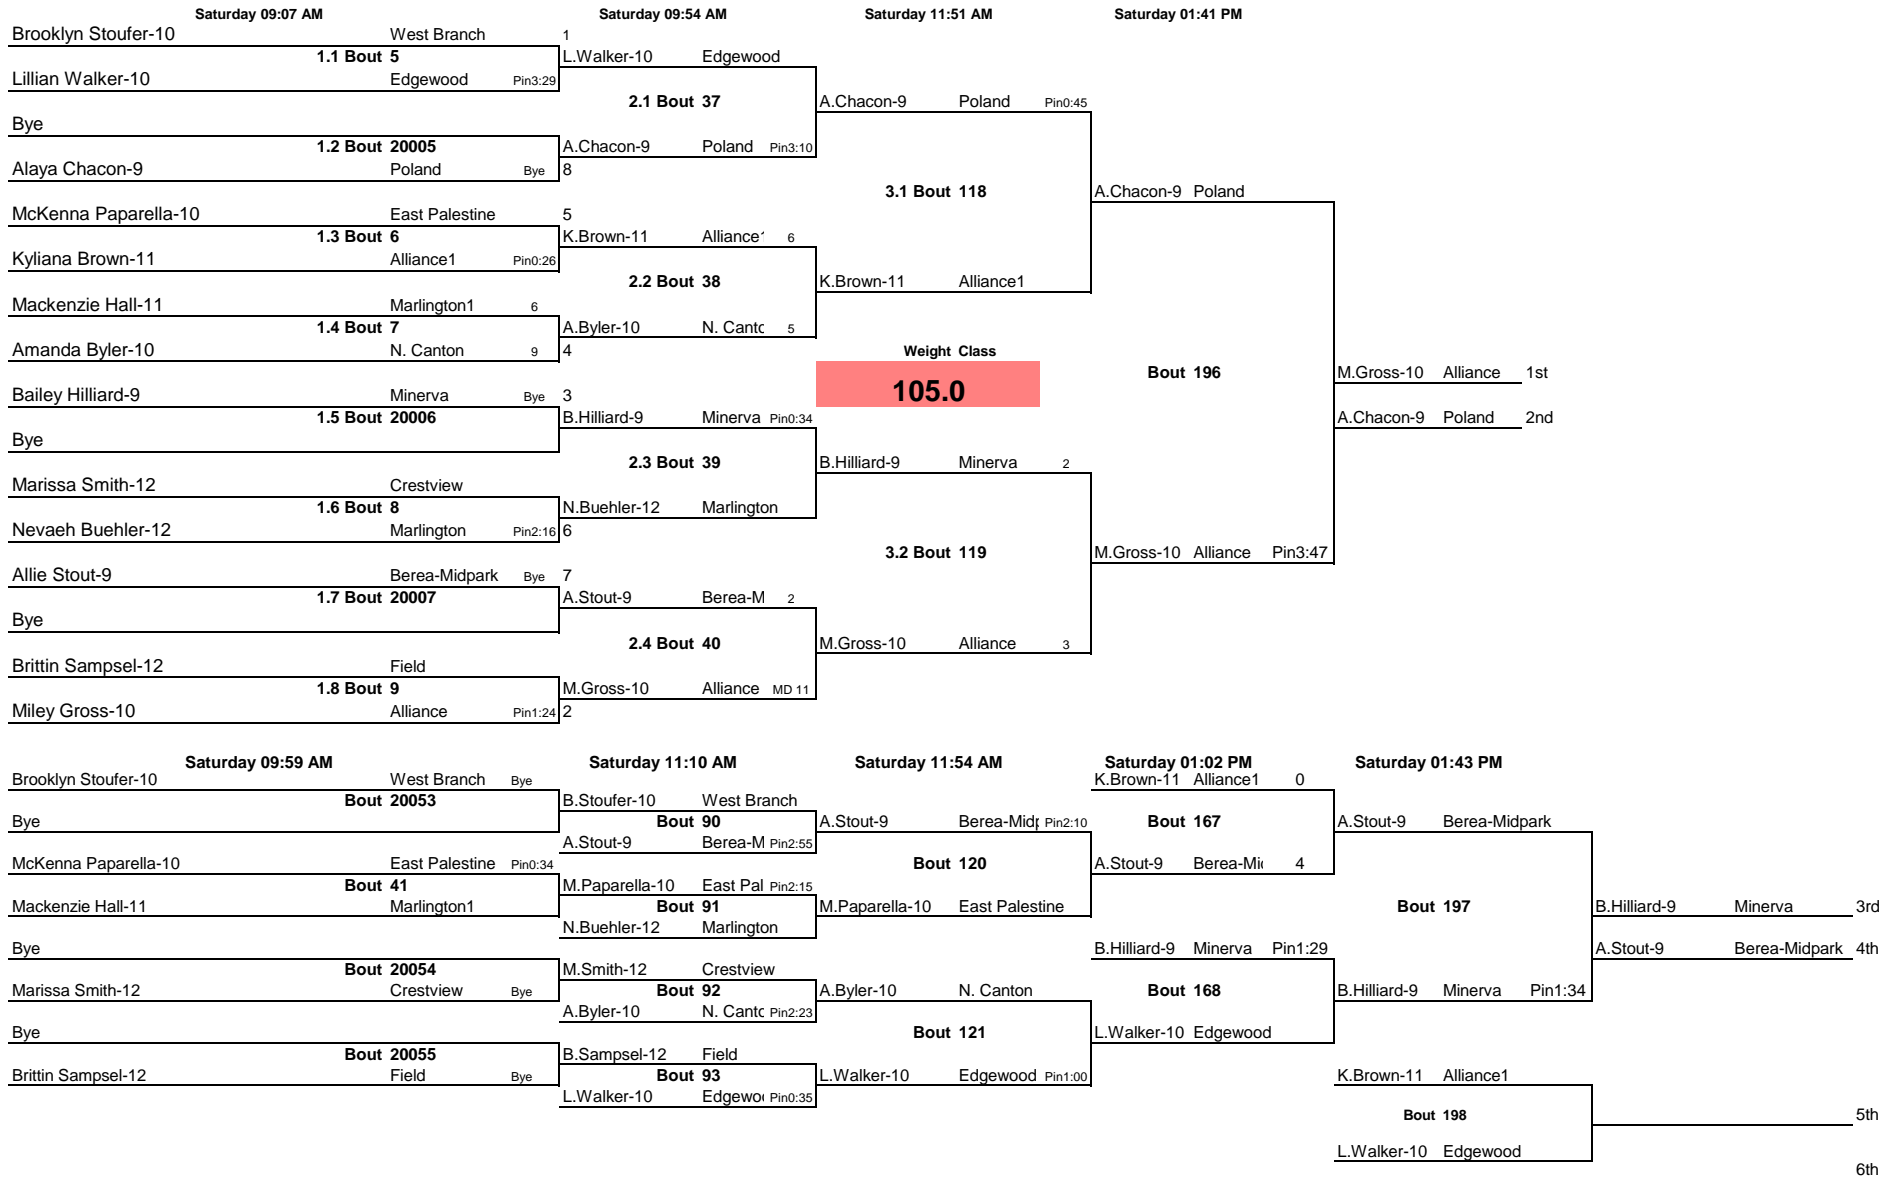 Saturday 09:07 AM Saturday 09:54 AM Saturday 11:51 AM Saturday 01:41 PM
Brooklyn Stoufer-10 West Branch 1
1.1 Bout 5 L.Walker-10 Edgewood
Lillian Walker-10 Edgewood Pin3:29
2.1 Bout 37 A.Chacon-9 Poland Pin0:45
Bye
1.2 Bout 20005 A.Chacon-9 Poland Pin3:10
Alaya Chacon-9 Poland Bye 8
3.1 Bout 118 A.Chacon-9 Poland
McKenna Paparella-10 East Palestine 5
1.3 Bout 6 K.Brown-11 Alliance1 6
Kyliana Brown-11 Alliance1 Pin0:26
2.2 Bout 38 K.Brown-11 Alliance1
Mackenzie Hall-11 Marlington1 6
1.4 Bout 7 A.Byler-10 N. Canto 5
Amanda Byler-10 N. Canton 9 4 Weight Class
Bout 196 M.Gross-10 Alliance 1st
Bailey Hilliard-9 Minerva Bye 3 105.0
1.5 Bout 20006 B.Hilliard-9 Minerva Pin0:34 A.Chacon-9 Poland 2nd
Bye
2.3 Bout 39 B.Hilliard-9 Minerva 2
Marissa Smith-12 Crestview
1.6 Bout 8 N.Buehler-12 Marlington
Nevaeh Buehler-12 Marlington Pin2:16 6
3.2 Bout 119 M.Gross-10 Alliance Pin3:47
Allie Stout-9 Berea-Midpark Bye 7
1.7 Bout 20007 A.Stout-9 Berea-M 2
Bye
2.4 Bout 40 M.Gross-10 Alliance 3
Brittin Sampsel-12 Field
1.8 Bout 9 M.Gross-10 Alliance MD 11
Miley Gross-10 Alliance Pin1:24 2
Saturday 09:59 AM Saturday 11:10 AM Saturday 11:54 AM Saturday 01:02 PM Saturday 01:43 PM
Brooklyn Stoufer-10 West Branch Bye K.Brown-11 Alliance1 0
Bout 20053 B.Stoufer-10 West Branch
Bye Bout 90 A.Stout-9 Berea-Midp Pin2:10 Bout 167 A.Stout-9 Berea-Midpark
A.Stout-9 Berea-M Pin2:55
McKenna Paparella-10 East Palestine Pin0:34 Bout 120 A.Stout-9 Berea-Mid 4
Bout 41 M.Paparella-10 East Pal Pin2:15
Mackenzie Hall-11 Marlington1 Bout 91 M.Paparella-10 East Palestine Bout 197 B.Hilliard-9 Minerva 3rd
N.Buehler-12 Marlington
Bye B.Hilliard-9 Minerva Pin1:29 A.Stout-9 Berea-Midpark 4th
Bout 20054 M.Smith-12 Crestview
Marissa Smith-12 Crestview Bye Bout 92 A.Byler-10 N. Canton Bout 168 B.Hilliard-9 Minerva Pin1:34
A.Byler-10 N. Canto Pin2:23
Bye Bout 121 L.Walker-10 Edgewood
Bout 20055 B.Sampsel-12 Field
Brittin Sampsel-12 Field Bye Bout 93 L.Walker-10 Edgewood Pin1:00 K.Brown-11 Alliance1
L.Walker-10 Edgewoo Pin0:35
Bout 198 5th
L.Walker-10 Edgewood
6th